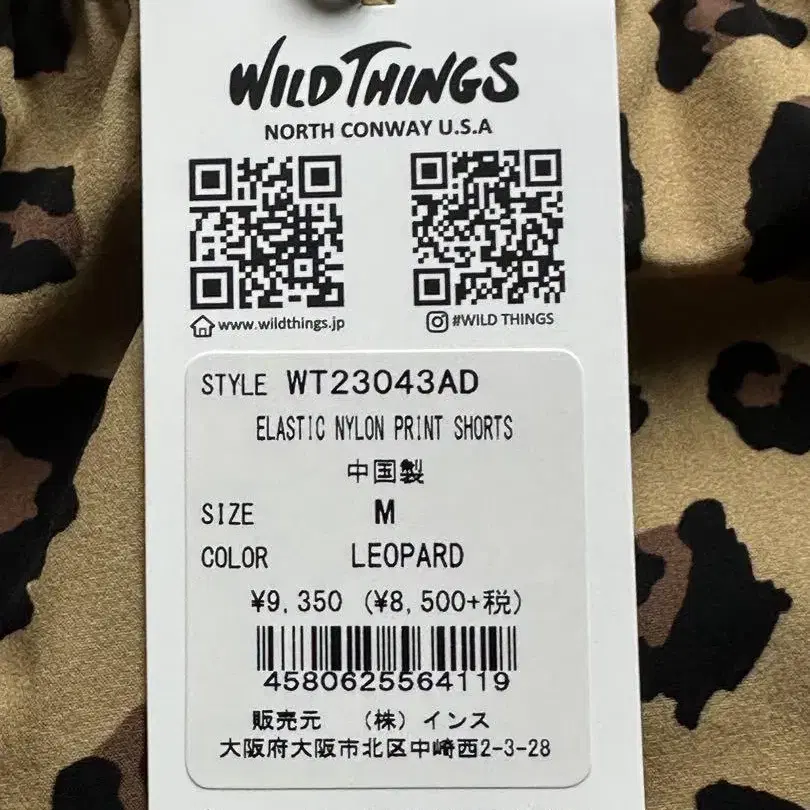 WILD THINGS
NORTH CONWAY U.S.A
www.wildthings.jp
#WILD THINGS
STYLE WT23043AD
ELASTIC NYLON PRINT SHORTS
中国製
SIZE M
COLOR LEOPARD
¥9,350 (¥8,500+税)
4580625564119
販売元 (株) インス
大阪府大阪市北区中崎西2-3-28